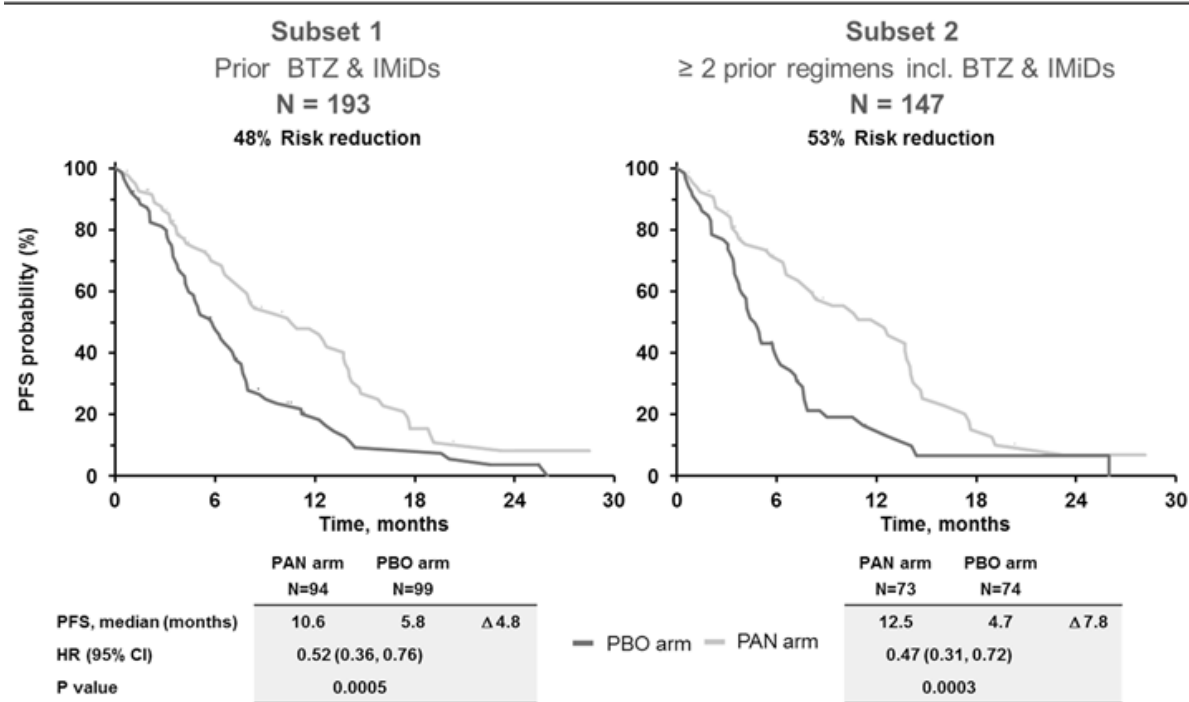 Subset 1
Prior BTZ & IMiDs
N = 193
48% Risk reduction
PFS probability (%)
100
80
60
40
20
0
0 6 12 18 24 30
Time, months
PAN arm PBO arm
N=94 N=99
PFS, median (months) 10.6 5.8 Δ 4.8
HR (95% CI) 0.52 (0.36, 0.76)
P value 0.0005
Subset 2
≥ 2 prior regimens incl. BTZ & IMiDs
N = 147
53% Risk reduction
100
80
60
40
20
0
0 6 12 18 24 30
Time, months
PBO arm PAN arm
PAN arm PBO arm
N=73 N=74
12.5 4.7 Δ 7.8
0.47 (0.31, 0.72)
0.0003